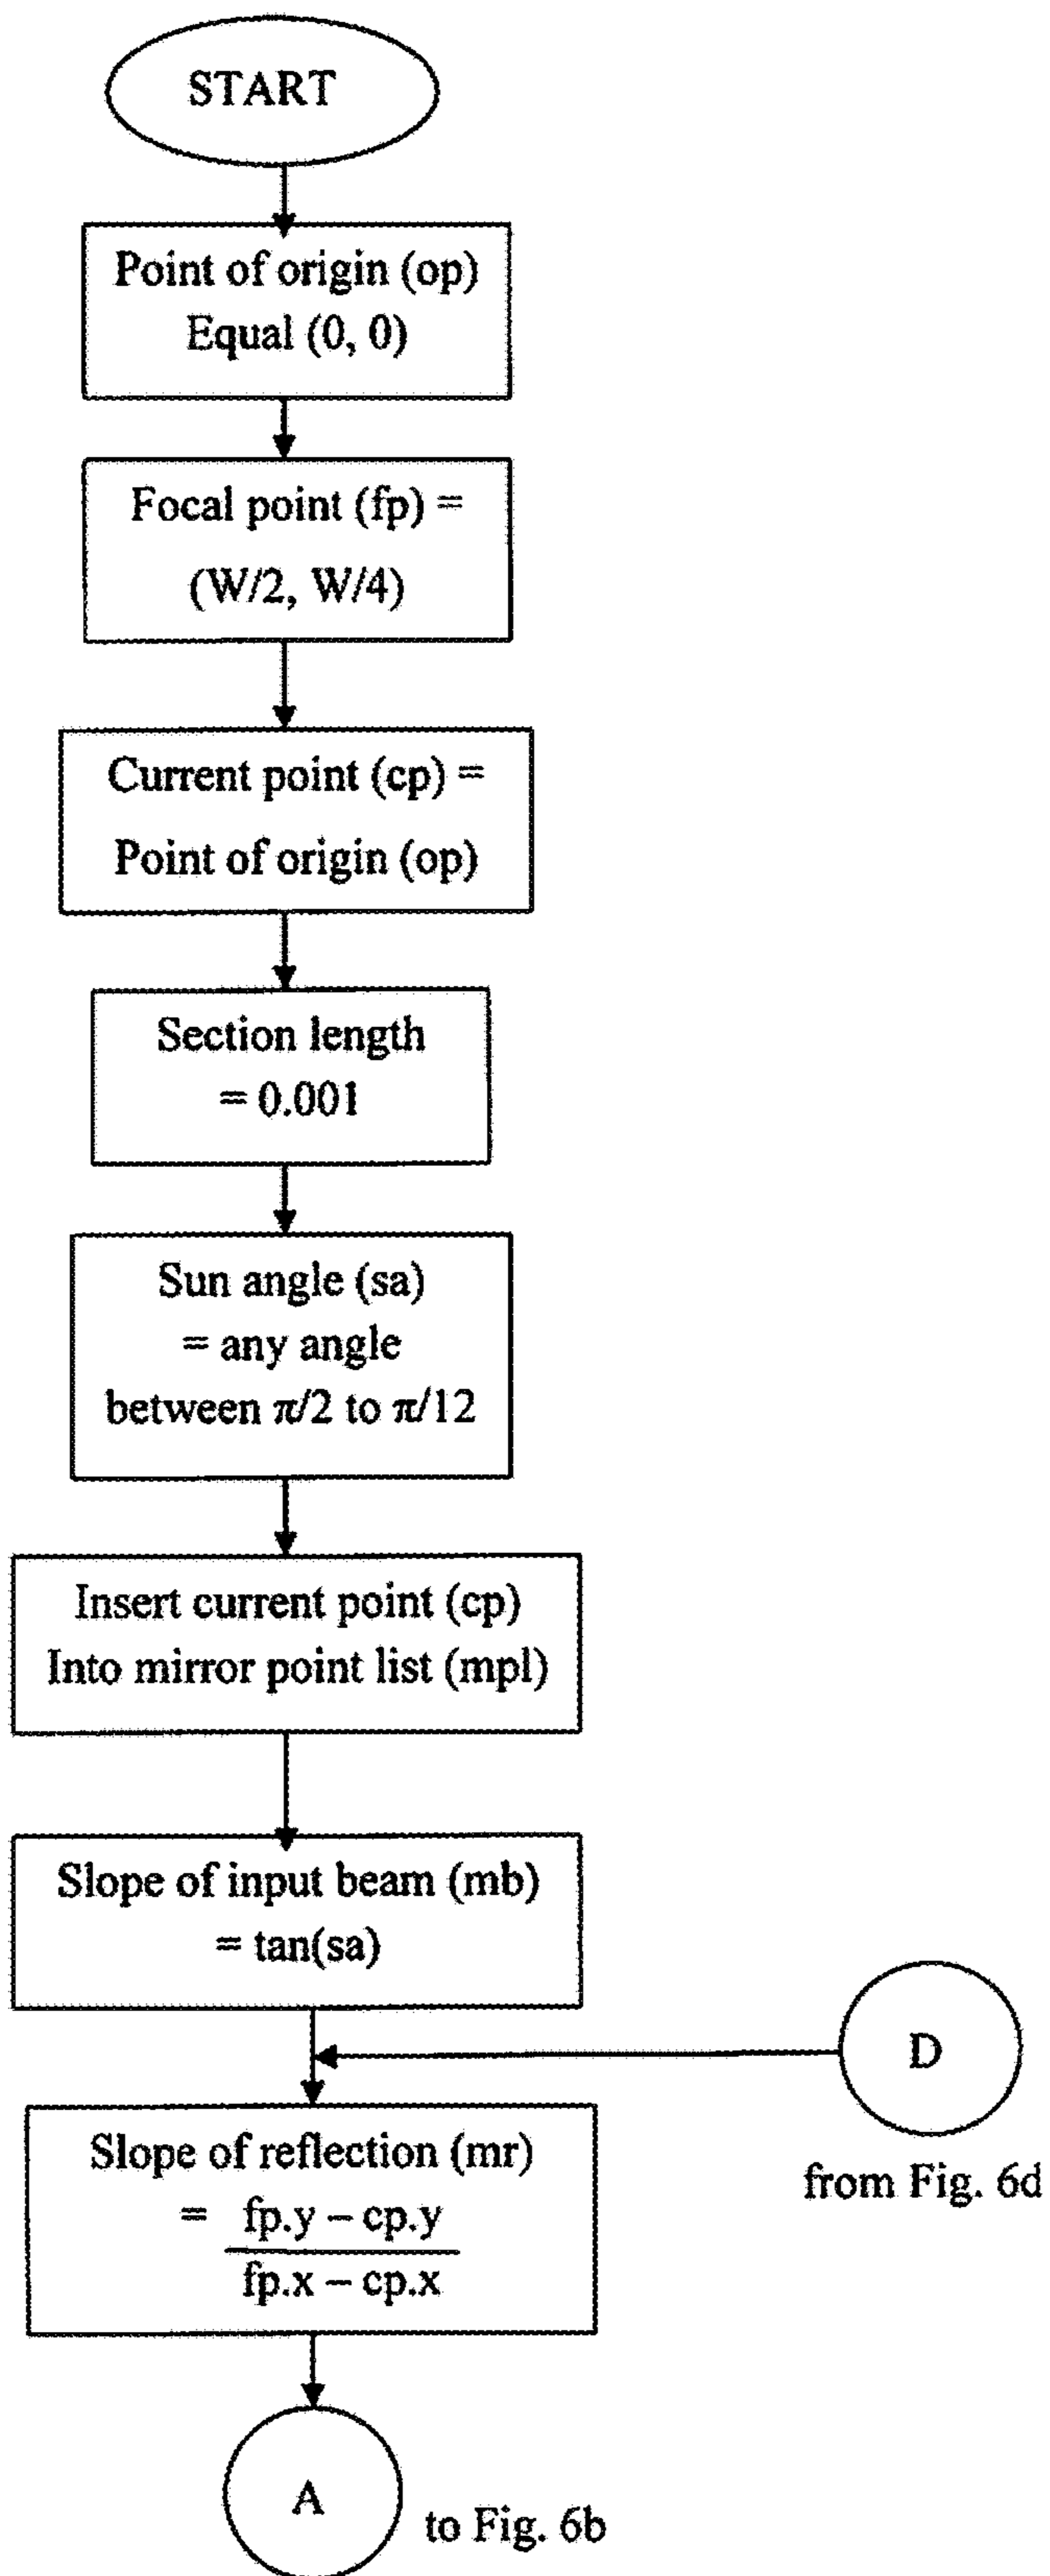 START
Point of origin (op)
Equal (0, 0)
Focal point (fp) =
(W/2, W/4)
Current point (cp) =
Point of origin (op)
Section length
= 0.001
Sun angle (sa)
= any angle
between π/2 to π/12
Insert current point (cp)
Into mirror point list (mpl)
Slope of input beam (mb)
= tan(sa)
D
from Fig. 6d
Slope of reflection (mr)
= fp.y – cp.y
fp.x – cp.x
A
to Fig. 6b